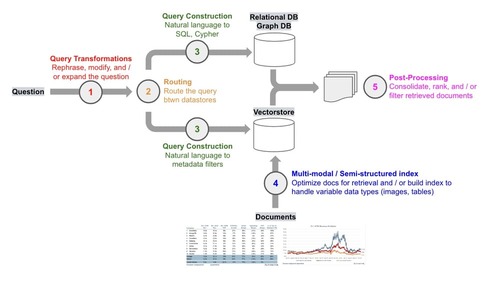 Query Construction
Natural language to
SQL, Cypher
Relational DB
Graph DB
3
Query Transformations
Rephrase, modify, and /
or expand the question
Routing
Route the query
btwn datastores
Post-Processing
Consolidate, rank, and / or
filter retrieved documents
Question
1
2
5
Vectorstore
3
Query Construction
Natural language to
metadata filters
4
Multi-modal / Semi-structured index
Optimize docs for retrieval and / or build index to
handle variable data types (images, tables)
Documents